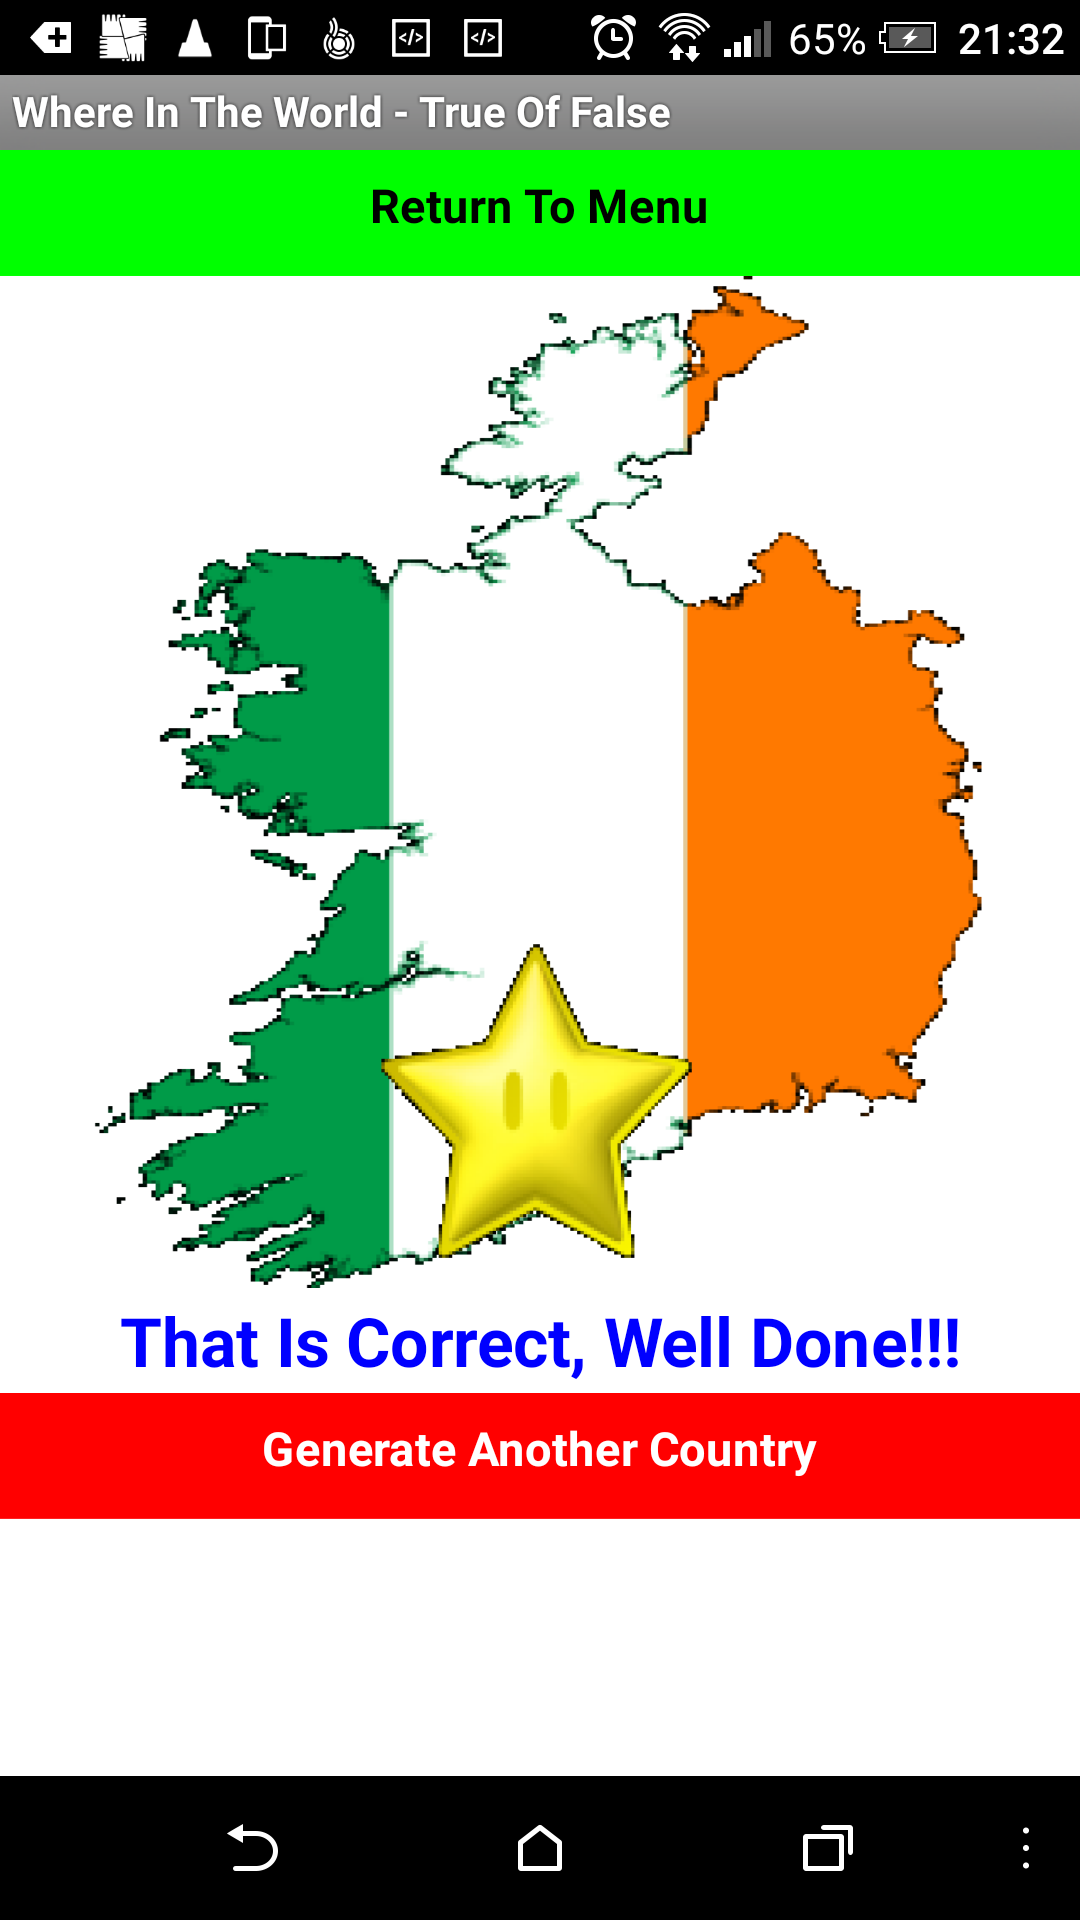 65% 21:32
Where In The World - True Of False
Return To Menu
That Is Correct, Well Done!!!
Generate Another Country